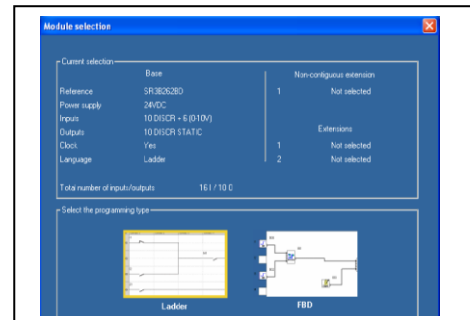 Module selection
Current selection
Base
Non-contiguous extension
Reference SR3B262BD 1 Not selected
Power supply 24VDC
Inputs 10 DISCR + 6 (0-10V)
Outputs 10 DISCR STATIC Extensions
Clock Yes 1 Not selected
Language Ladder 2 Not selected
Total number of inputs/outputs 16 I / 10 O
Select the programming type
Ladder
FBD